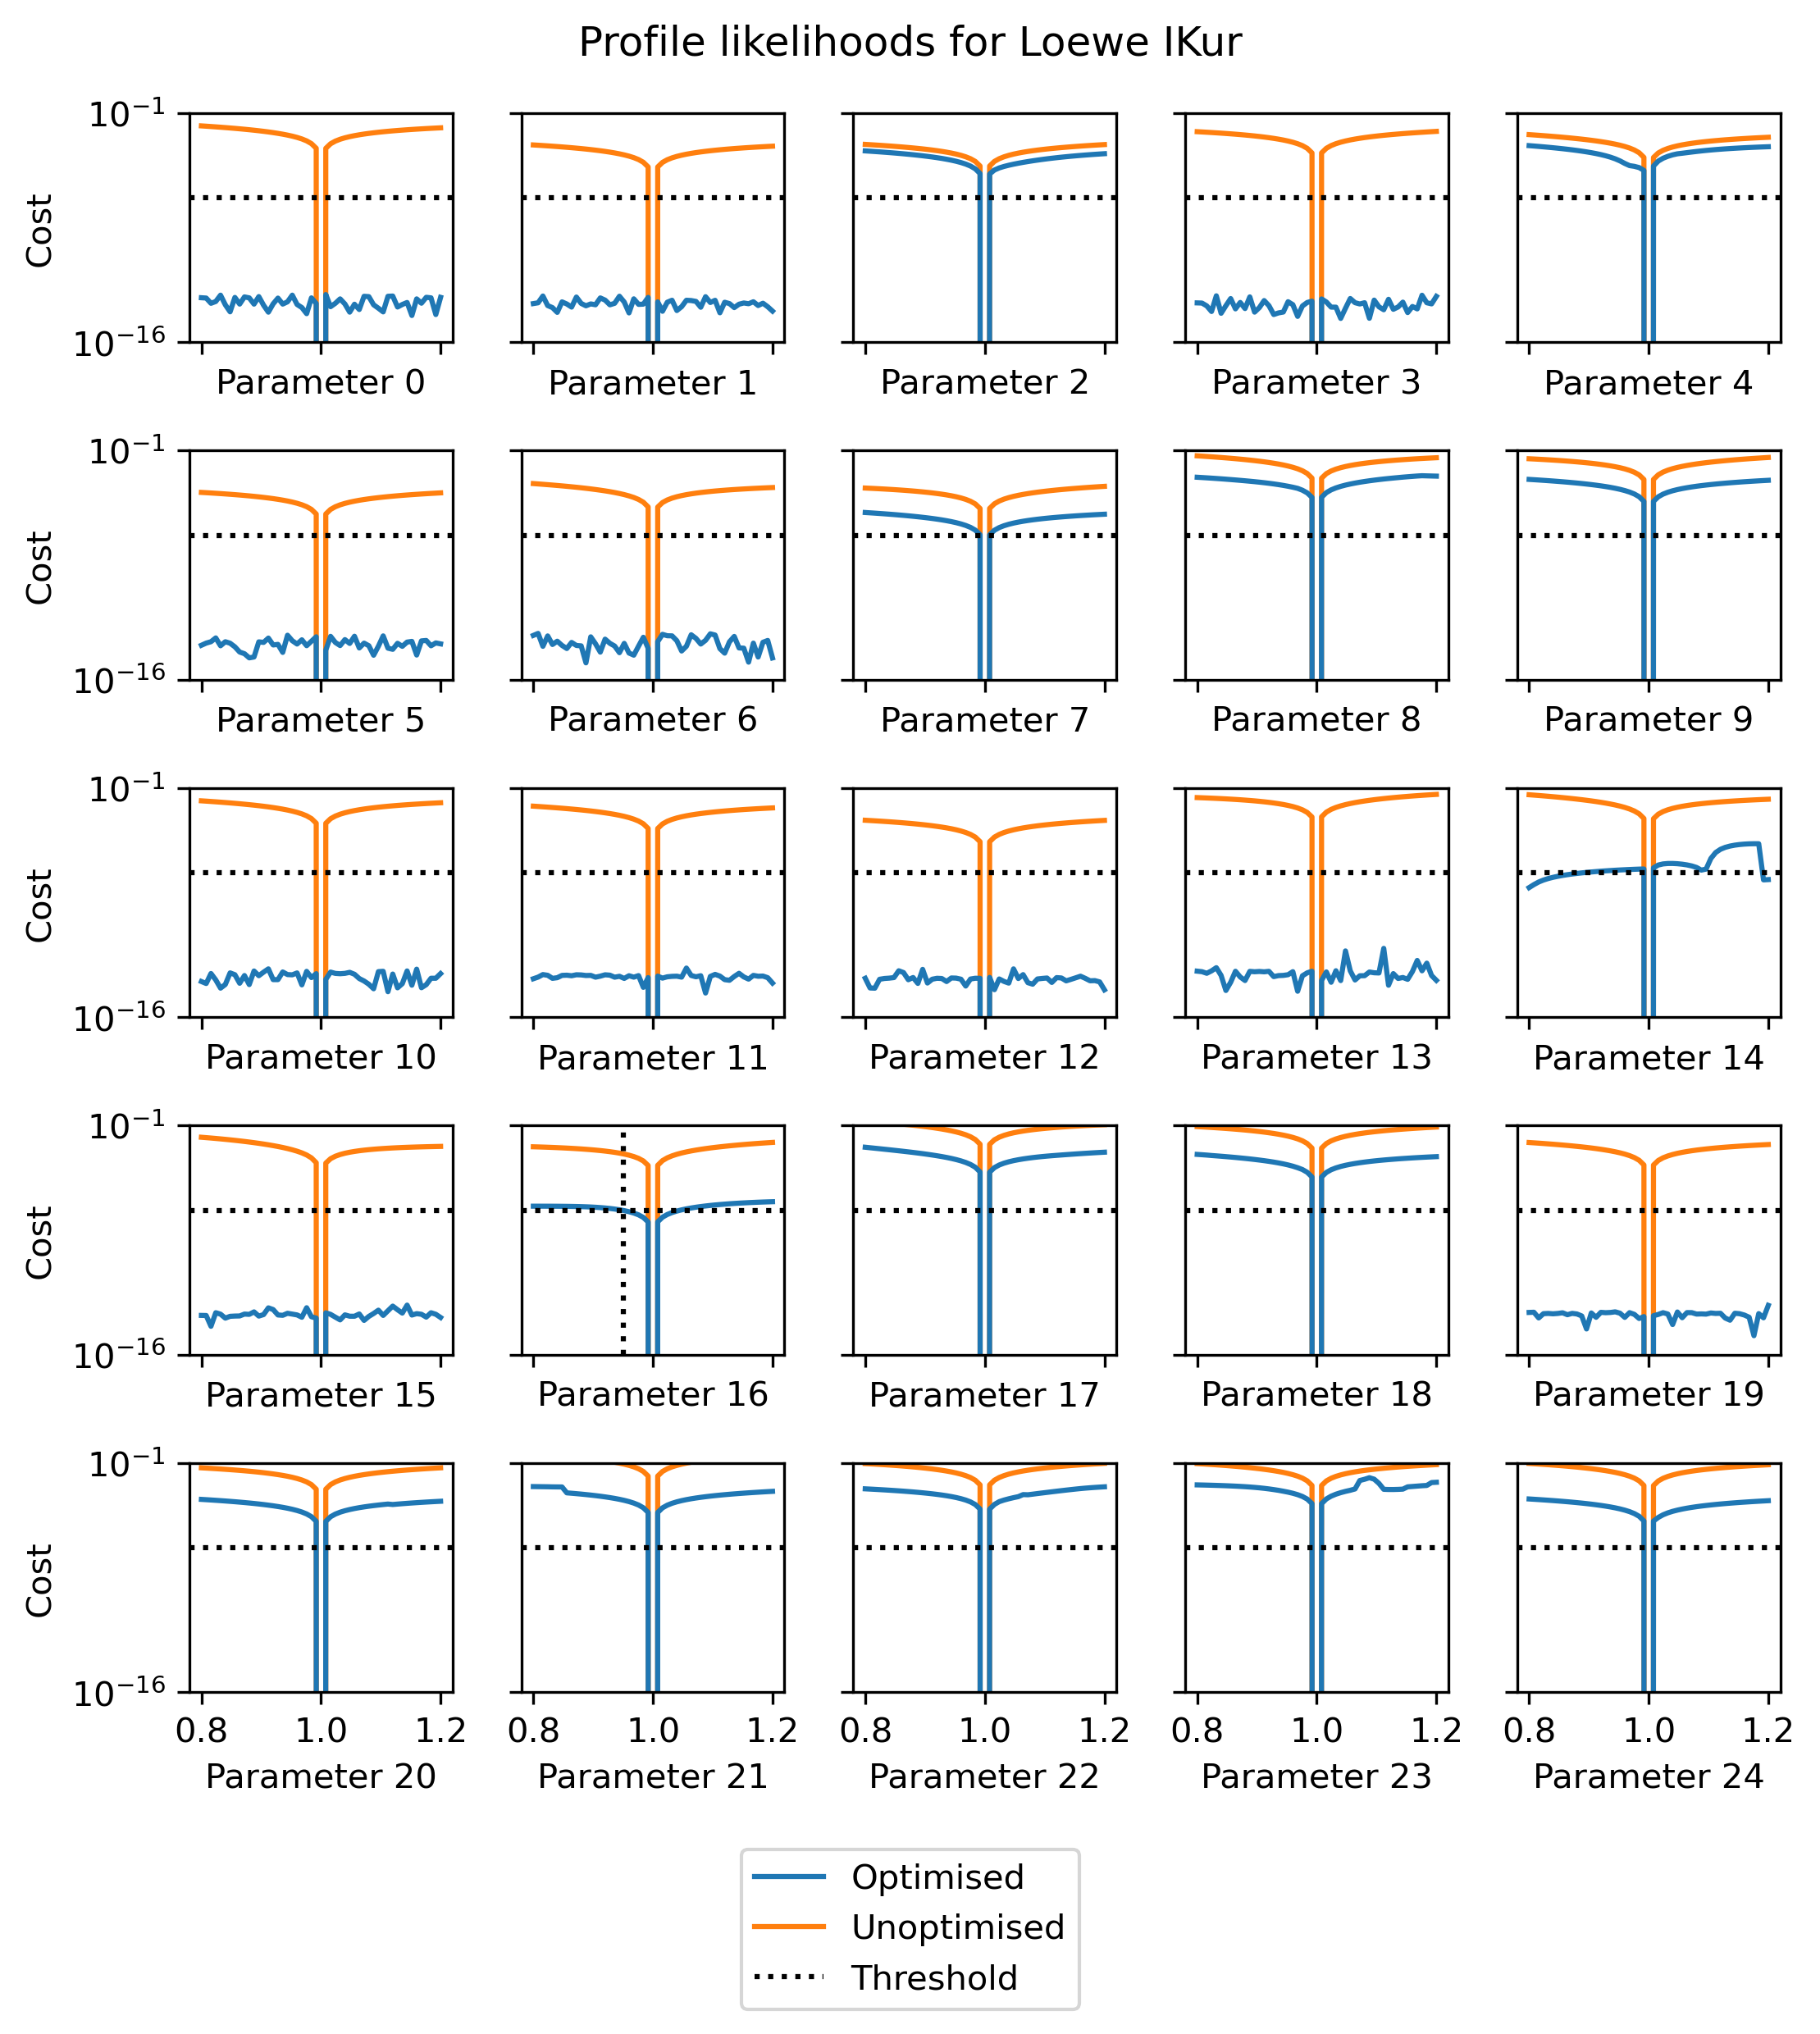 Profile likelihoods for Loewe IKur
10⁻¹
Cost
10⁻¹⁶
Parameter 0 Parameter 1 Parameter 2 Parameter 3 Parameter 4
10⁻¹
Cost
10⁻¹⁶
Parameter 5 Parameter 6 Parameter 7 Parameter 8 Parameter 9
10⁻¹
Cost
10⁻¹⁶
Parameter 10 Parameter 11 Parameter 12 Parameter 13 Parameter 14
10⁻¹
Cost
10⁻¹⁶
Parameter 15 Parameter 16 Parameter 17 Parameter 18 Parameter 19
10⁻¹
Cost
10⁻¹⁶
0.8 1.0 1.2 0.8 1.0 1.2 0.8 1.0 1.2 0.8 1.0 1.2 0.8 1.0 1.2
Parameter 20 Parameter 21 Parameter 22 Parameter 23 Parameter 24
Optimised
Unoptimised
Threshold